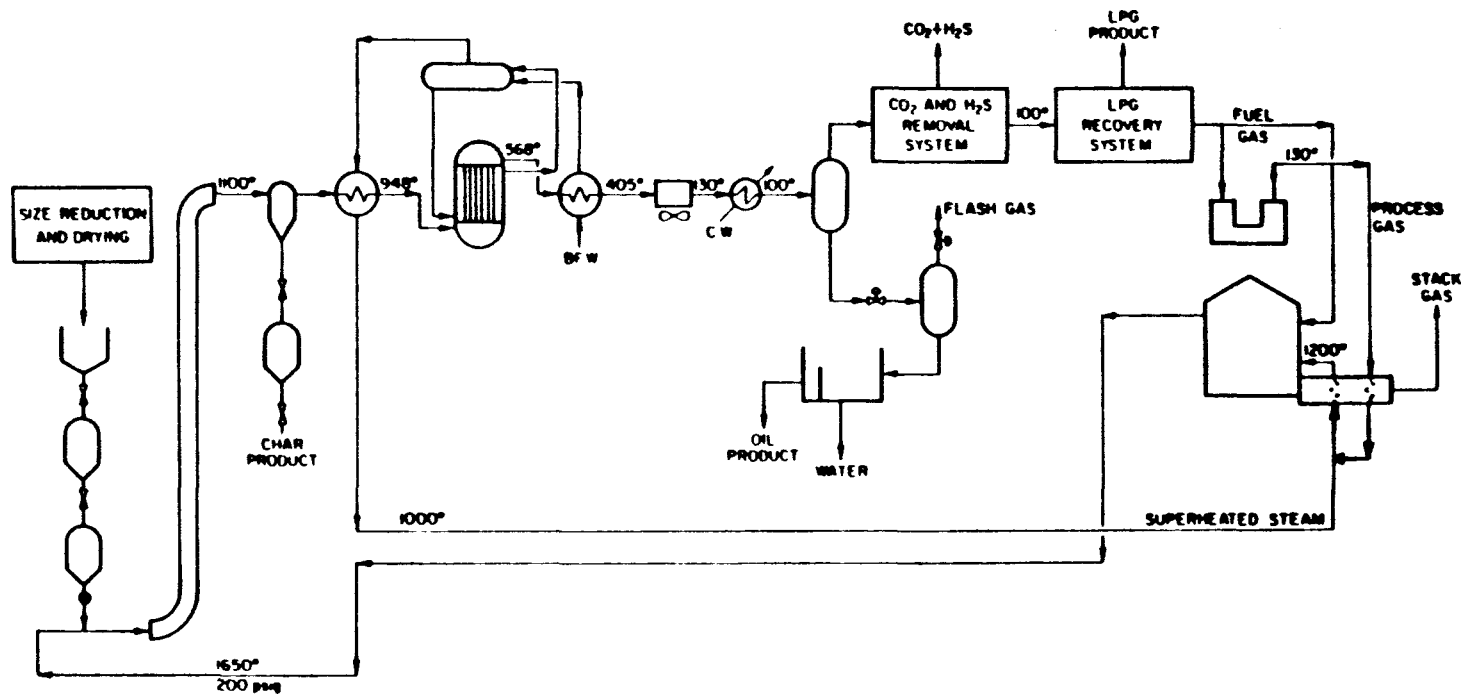 CO₂+H₂S
LPG
PRODUCT
CO₂ AND H₂S
REMOVAL
SYSTEM
100°
LPG
RECOVERY
SYSTEM
FUEL
GAS
130°
PROCESS
GAS
568°
1100°
948°
405°
130°
100°
CW
BFW
SIZE REDUCTION
AND DRYING
FLASH GAS
STACK
GAS
1200°
CHAR
PRODUCT
OIL
PRODUCT
WATER
1000°
SUPERHEATED STEAM
1650°
200 psig